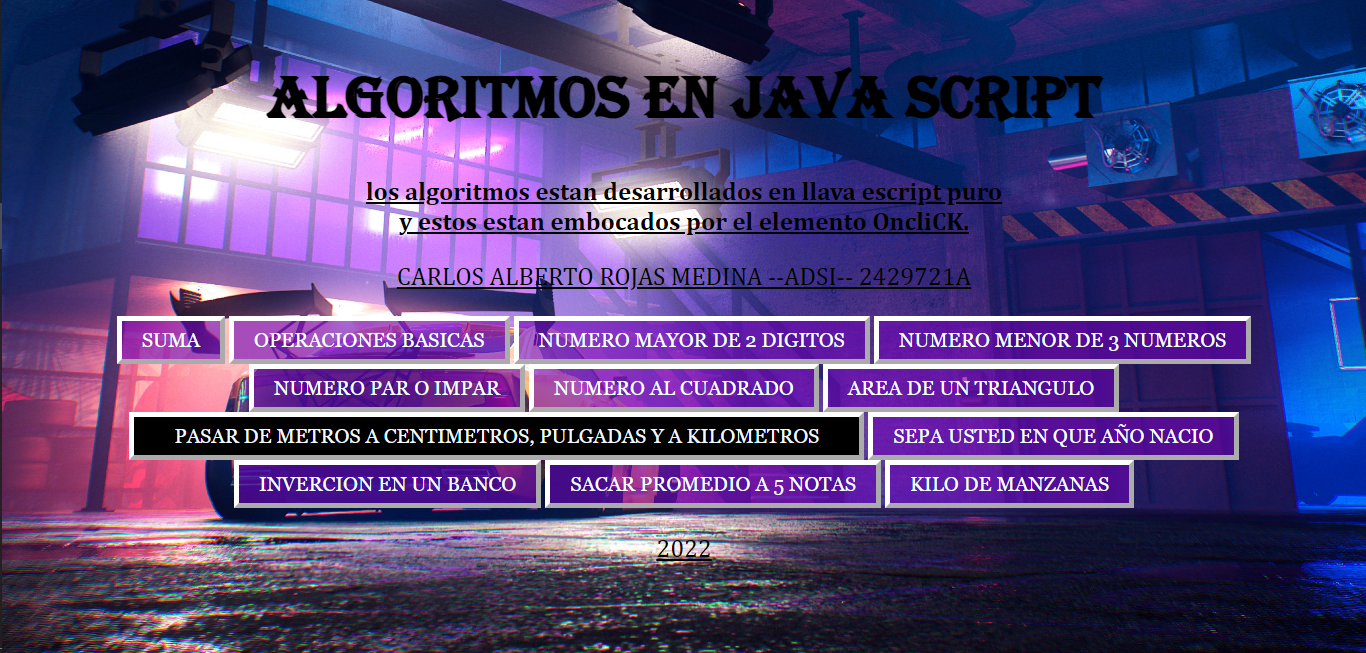 ALGORITMOS EN JAVA SCRIPT
los algoritmos estan desarrollados en llava escript puro
y estos estan embocados por el elemento OncliCK.
CARLOS ALBERTO ROJAS MEDINA --ADSI-- 2429721A
SUMA OPERACIONES BASICAS NUMERO MAYOR DE 2 DIGITOS NUMERO MENOR DE 3 NUMEROS
NUMERO PAR O IMPAR NUMERO AL CUADRADO AREA DE UN TRIANGULO
PASAR DE METROS A CENTIMETROS, PULGADAS Y A KILOMETROS SEPA USTED EN QUE AÑO NACIO
INVERCION EN UN BANCO SACAR PROMEDIO A 5 NOTAS KILO DE MANZANAS
2022